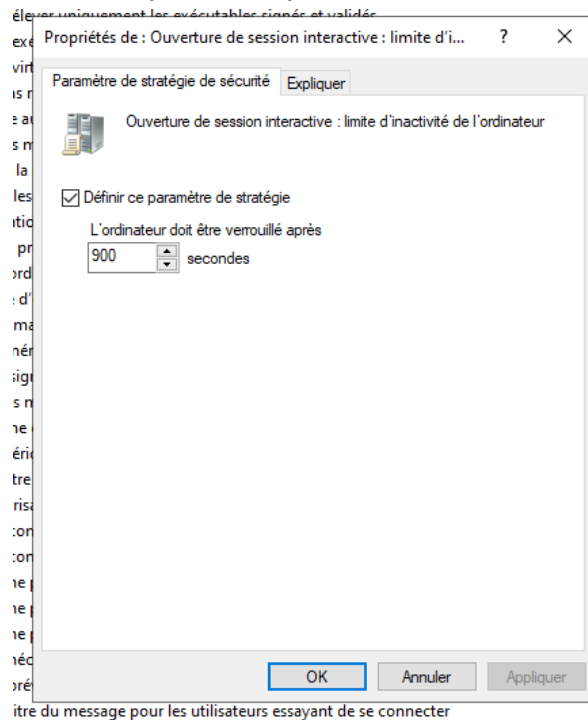 élever uniquement les exécutables signés et validés
Propriétés de : Ouverture de session interactive : limite d'i...
?
Paramètre de stratégie de sécurité
Expliquer
Ouverture de session interactive : limite d'inactivité de l'ordinateur
Définir ce paramètre de stratégie
L'ordinateur doit être verrouillé après
900
secondes
OK
Annuler
Appliquer
itre du message pour les utilisateurs essayant de se connecter